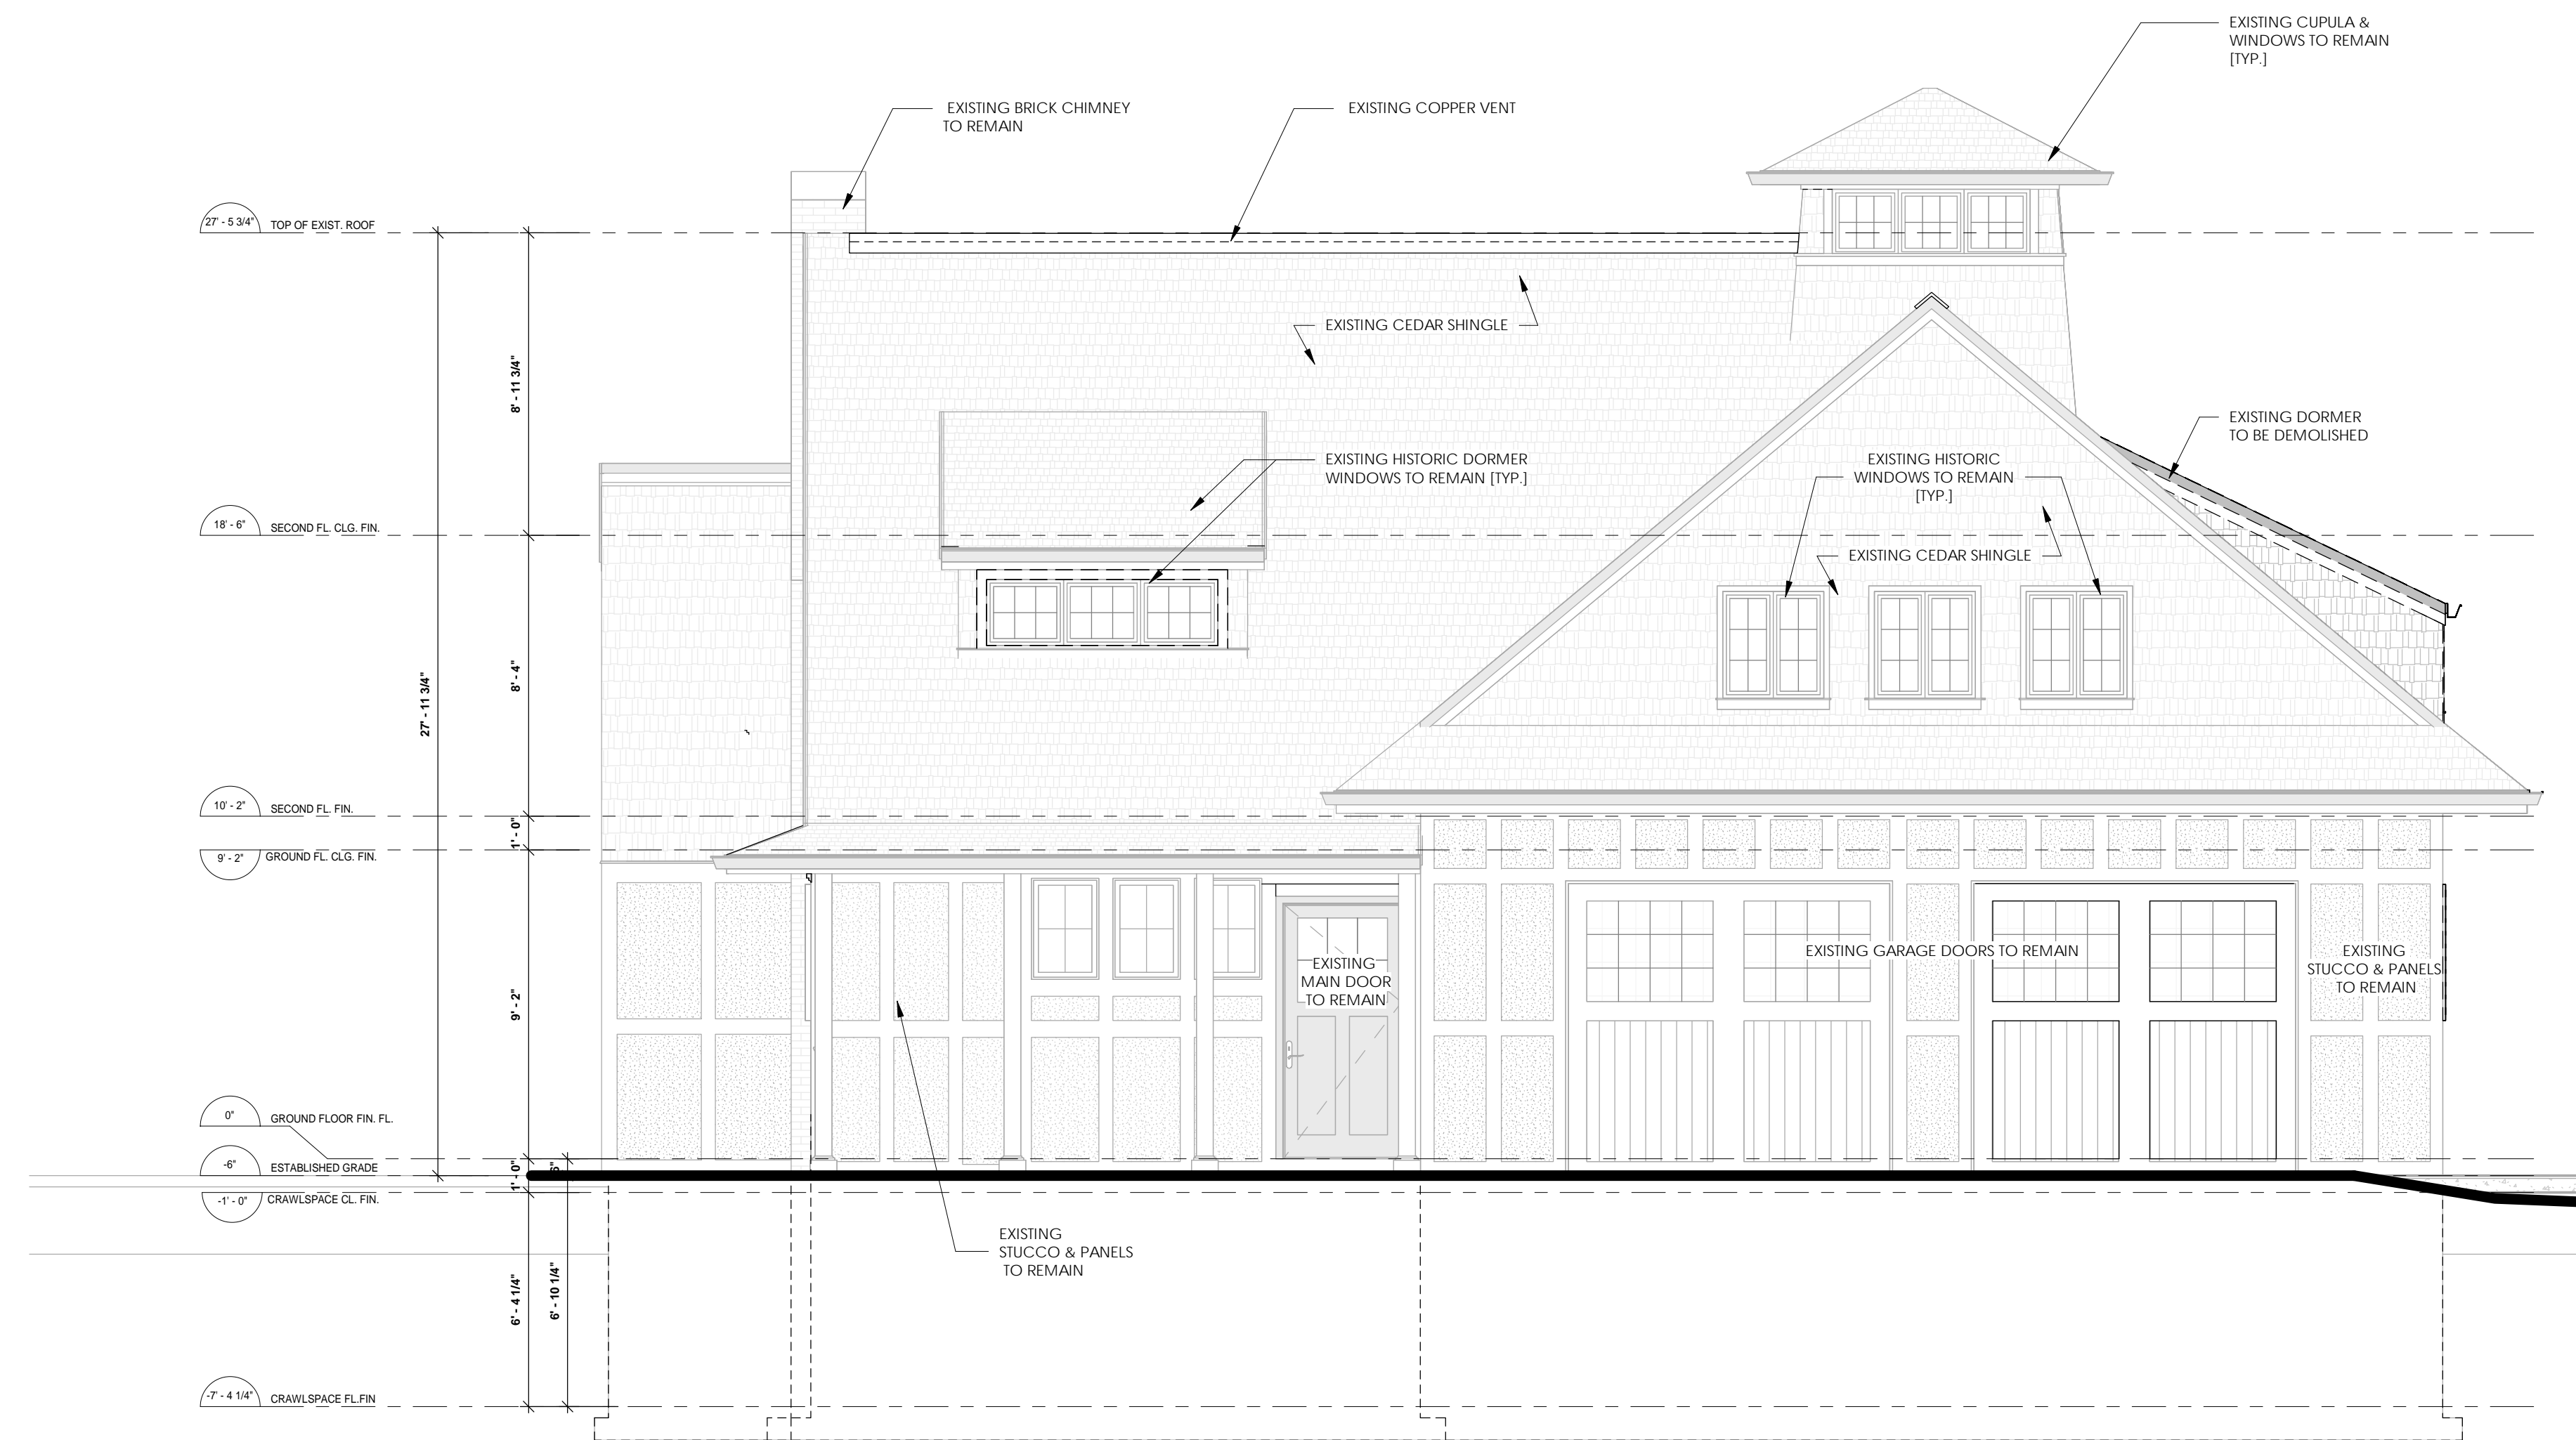 EXISTING CUPULA &
WINDOWS TO REMAIN
[TYP.]
EXISTING BRICK CHIMNEY
TO REMAIN
EXISTING COPPER VENT
27' - 5 3/4"
TOP OF EXIST. ROOF
EXISTING CEDAR SHINGLE
8' - 11 3/4"
EXISTING DORMER
TO BE DEMOLISHED
EXISTING HISTORIC DORMER
WINDOWS TO REMAIN [TYP.]
EXISTING HISTORIC
WINDOWS TO REMAIN
[TYP.]
18' - 6"
SECOND FL. CLG. FIN.
EXISTING CEDAR SHINGLE
8' - 4"
27' - 11 3/4"
10' - 2"
SECOND FL. FIN.
1' - 0"
9' - 2"
GROUND FL. CLG. FIN.
EXISTING
MAIN DOOR
TO REMAIN
EXISTING GARAGE DOORS TO REMAIN
EXISTING
STUCCO & PANELS
TO REMAIN
9' - 2"
0"
GROUND FLOOR FIN. FL.
-6"
ESTABLISHED GRADE
1' - 0"
6"
-1' - 0"
CRAWLSPACE CL. FIN.
EXISTING
STUCCO & PANELS
TO REMAIN
6' - 4 1/4"
6' - 10 1/4"
-7' - 4 1/4"
CRAWLSPACE FL.FIN